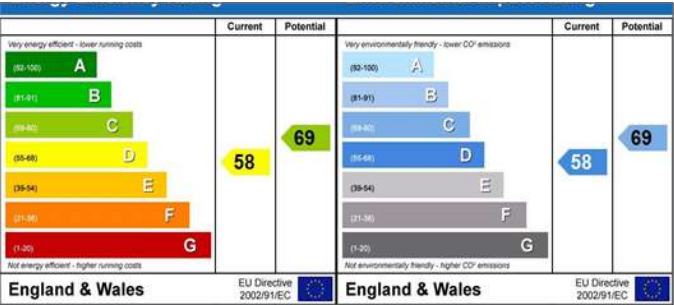 Current Potential
Very energy efficient - lower running costs
(92-100) A
(81-91) B
(69-80) C
(55-68) D
(39-54) E
(21-38) F
(1-20) G
58
69
Not energy efficient - higher running costs
England & Wales
EU Directive
2002/91/EC
Current Potential
Very environmentally friendly - lower CO² emissions
(92-100) A
(81-91) B
(69-80) C
(55-68) D
(39-54) E
(21-38) F
(1-20) G
58
69
Not environmentally friendly - higher CO² emissions
England & Wales
EU Directive
2002/91/EC